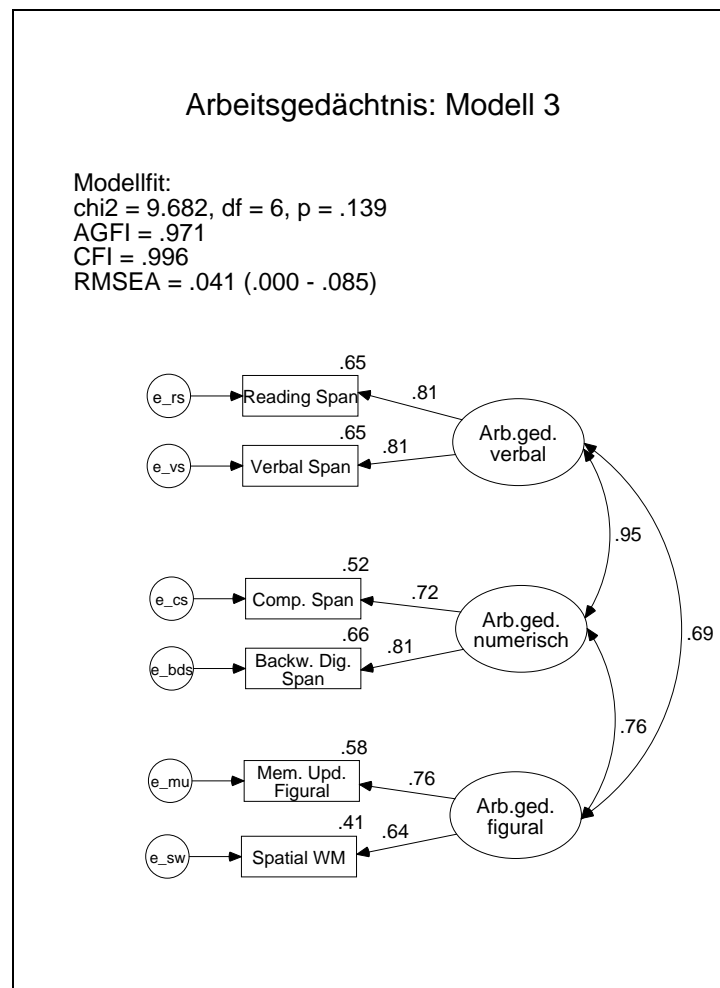 Arbeitsgedächtnis: Modell 3
Modellfit:
chi2 = 9.682, df = 6, p = .139
AGFI = .971
CFI = .996
RMSEA = .041 (.000 - .085)
.65
e_rs
Reading Span
.81
.65
e_vs
Verbal Span
.81
Arb.ged.
verbal
.95
.52
e_cs
Comp. Span
.72
.66
e_bds
Backw. Dig.
Span
.81
Arb.ged.
numerisch
.69
.76
.58
e_mu
Mem. Upd.
Figural
.76
.41
e_sw
Spatial WM
.64
Arb.ged.
figural